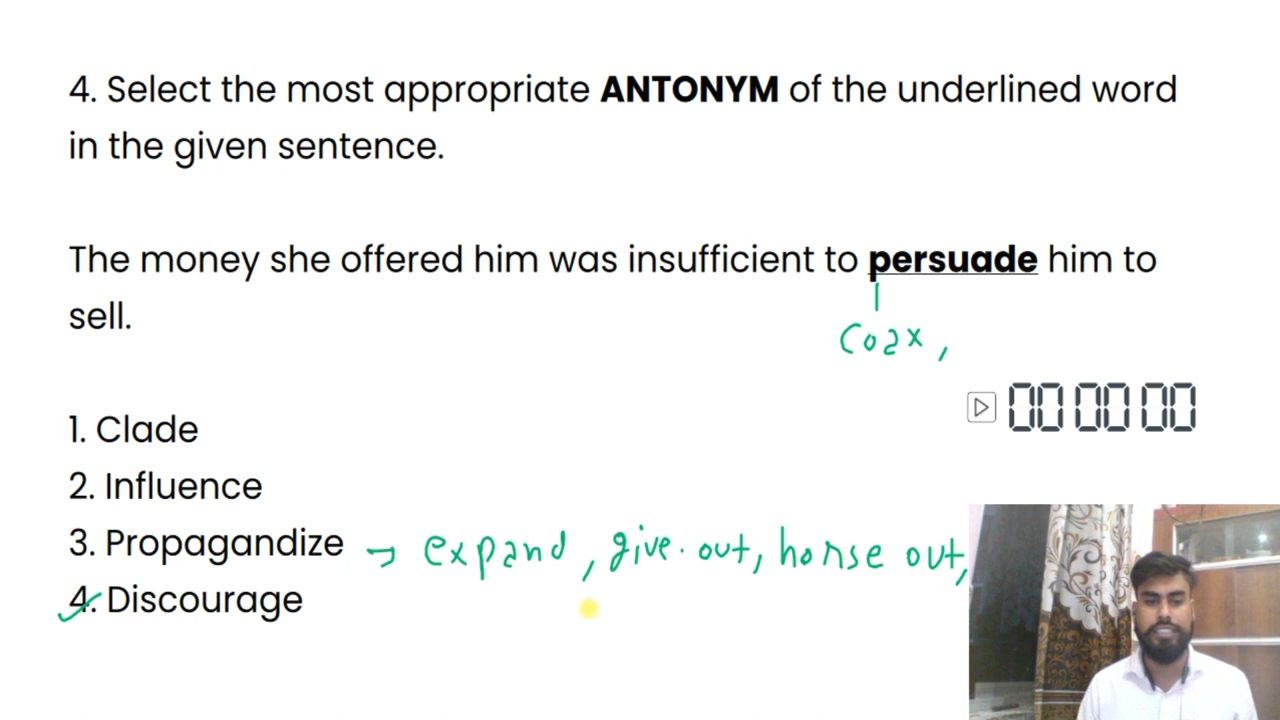 4. Select the most appropriate ANTONYM of the underlined word
in the given sentence.
The money she offered him was insufficient to persuade him to
sell.
coax,
00 00 00
1. Clade
2. Influence
3. Propagandize → expand, give. out, honse out,
4. Discourage